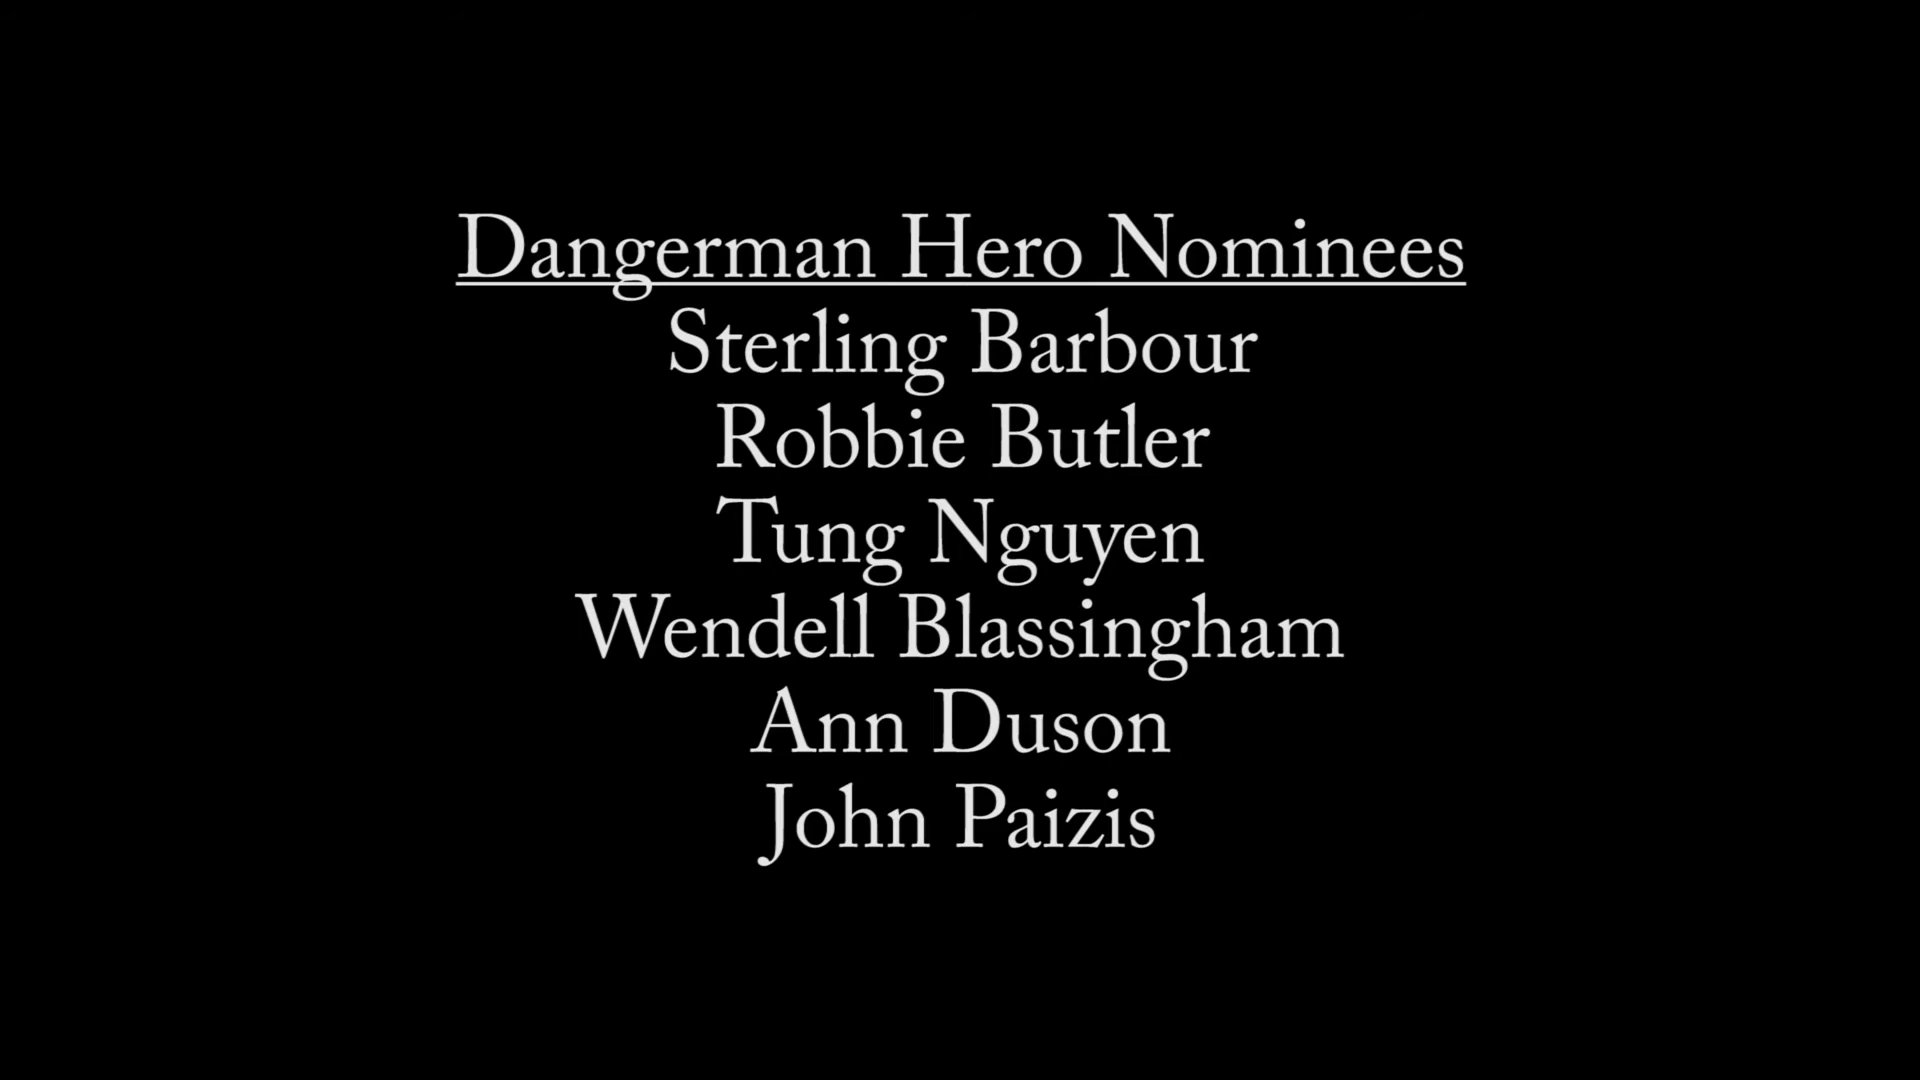 Dangerman Hero Nominees
Sterling Barbour
Robbie Butler
Tung Nguyen
Wendell Blassingham
Ann Duson
John Paizis